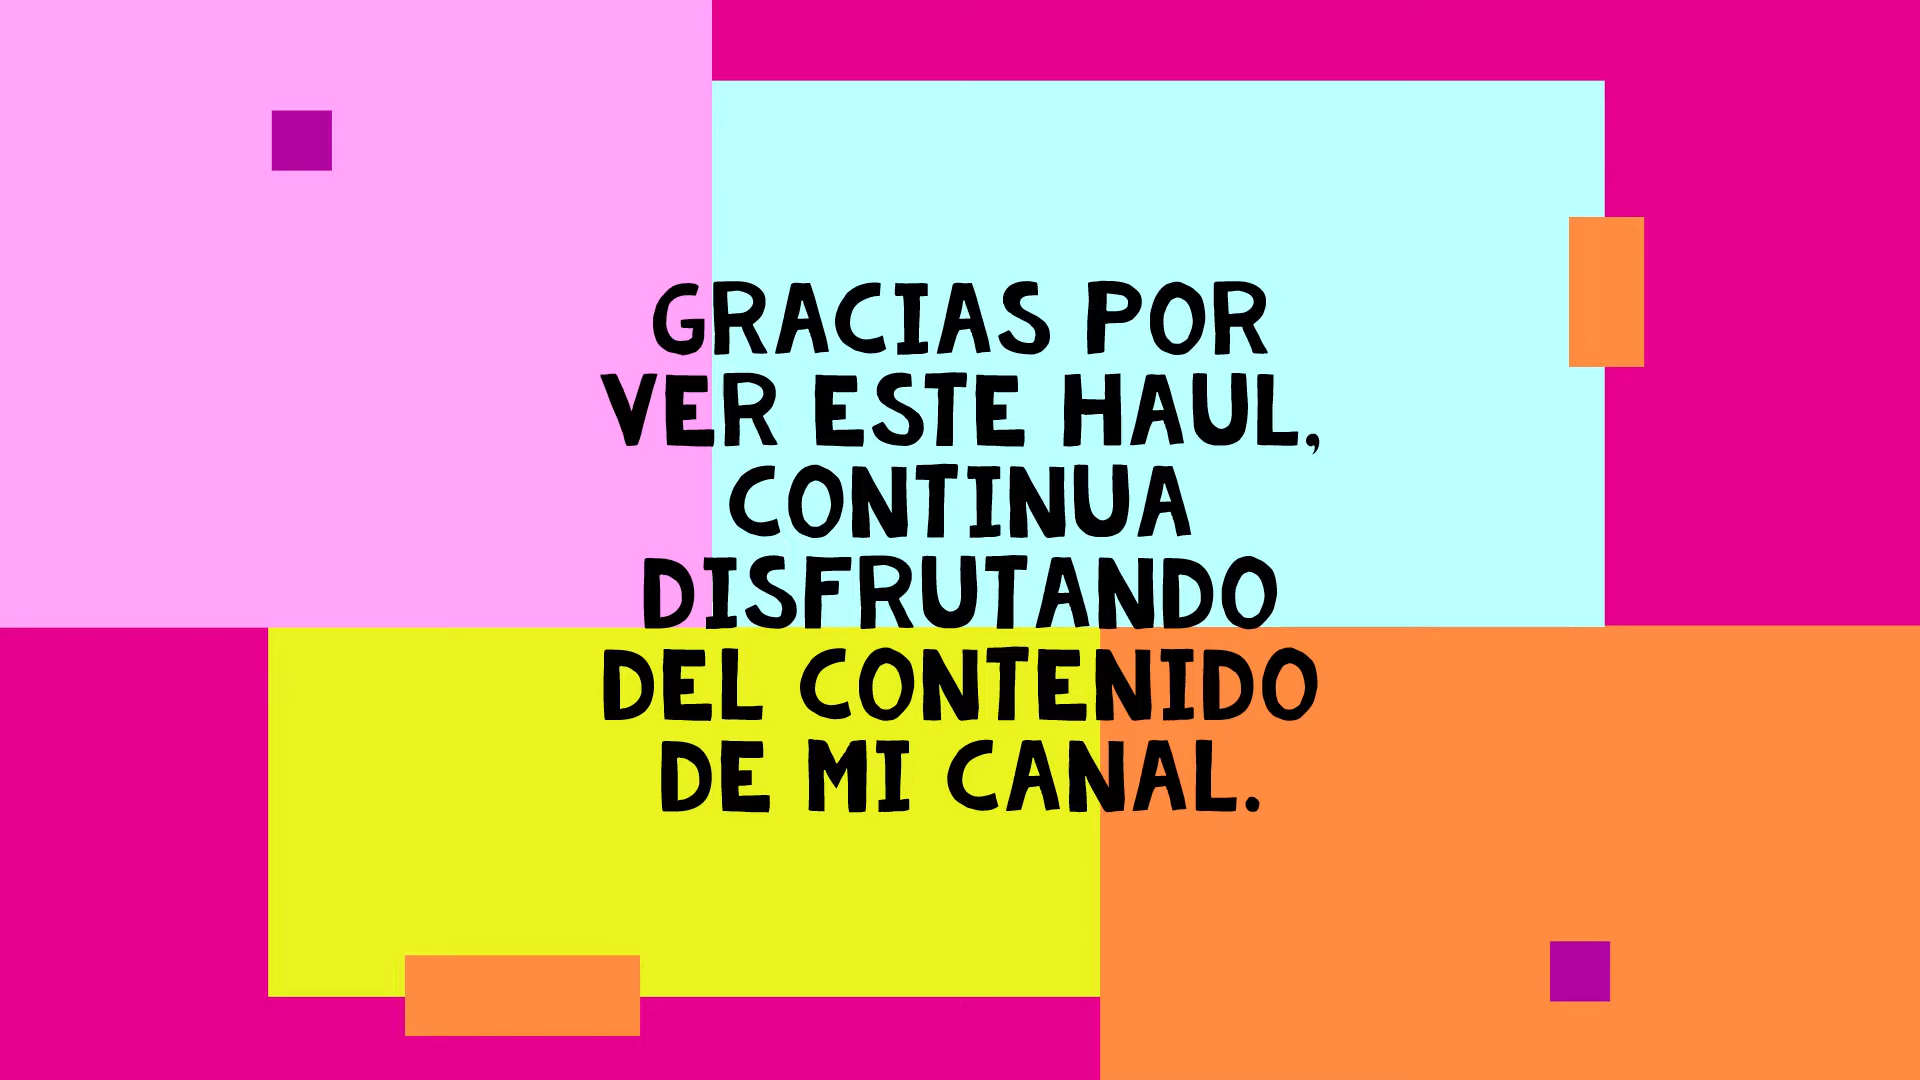 GRACIAS POR
VER ESTE HAUL,
CONTINUA
DISFRUTANDO
DEL CONTENIDO
DE MI CANAL.